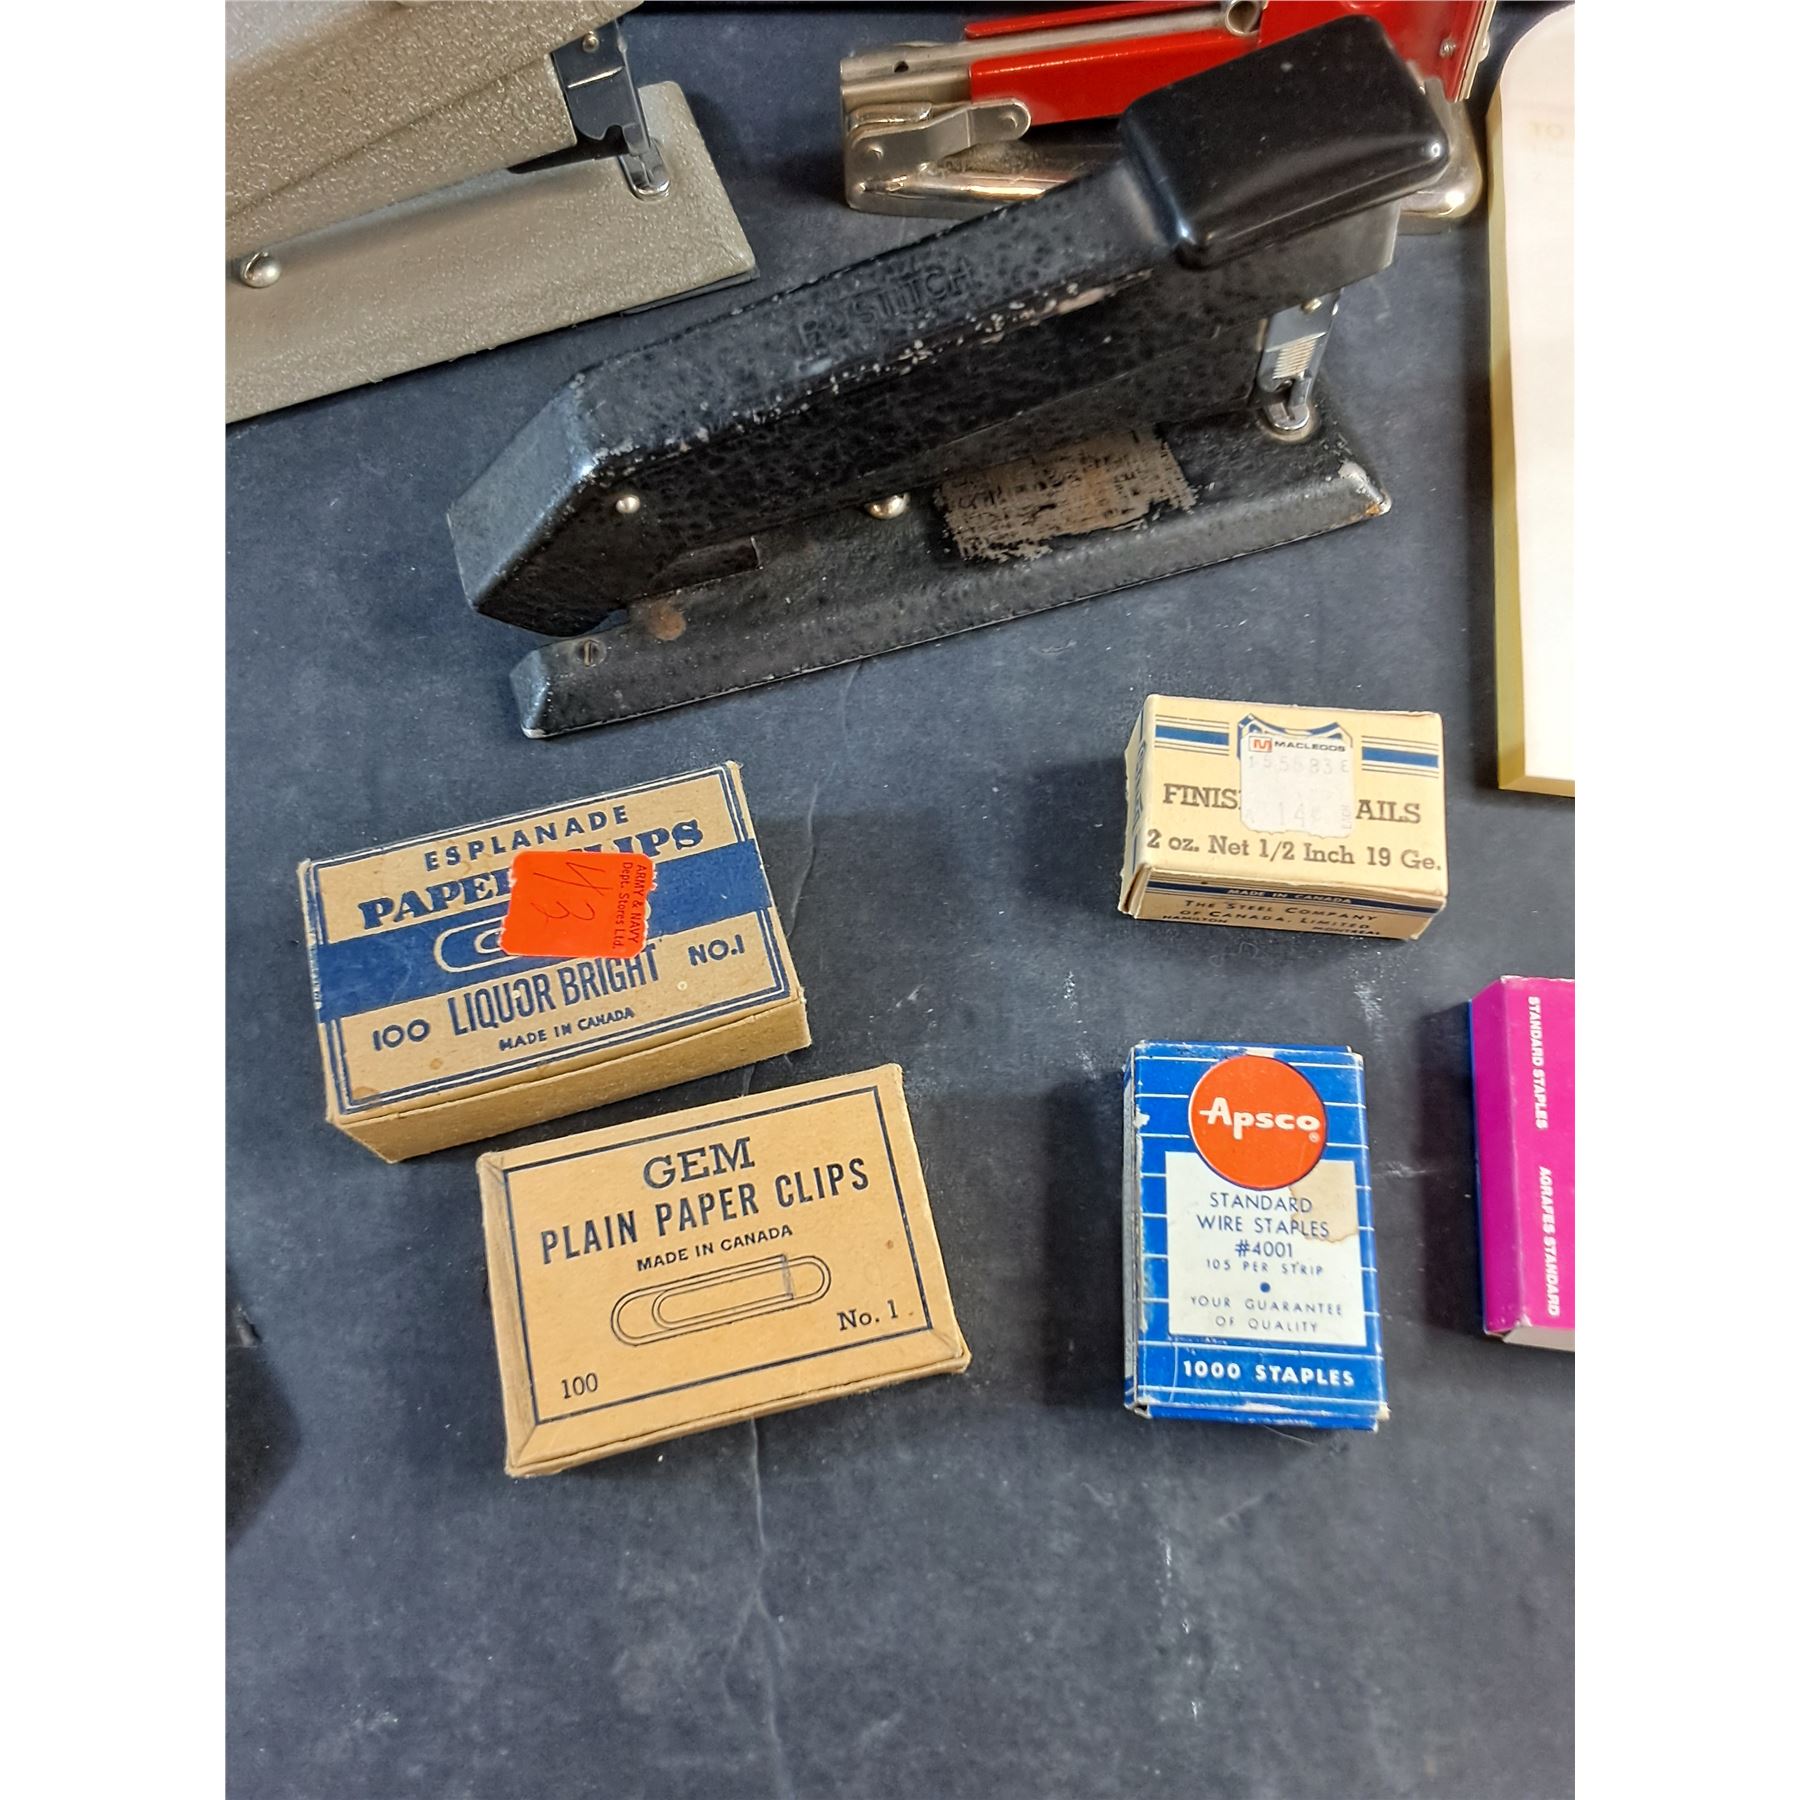 BOSTITCH
MACLEODS
FINIS AILS
2 oz. Net 1/2 Inch 19 Ge.
MADE IN CANADA
THE STEEL COMPANY
OF CANADA, LIMITED
HAMILTON MONTREAL
ESPLANADE
PAPER CLIPS
ARMY & NAVY
Dept. Stores Ltd.
LIQUOR BRIGHT NO.1
100
MADE IN CANADA
GEM
PLAIN PAPER CLIPS
MADE IN CANADA
No. 1
100
Apsco
STANDARD
WIRE STAPLES
#4001
105 PER STRIP
YOUR GUARANTEE
OF QUALITY
1000 STAPLES
STANDARD STAPLES
AGRAFES STANDARD